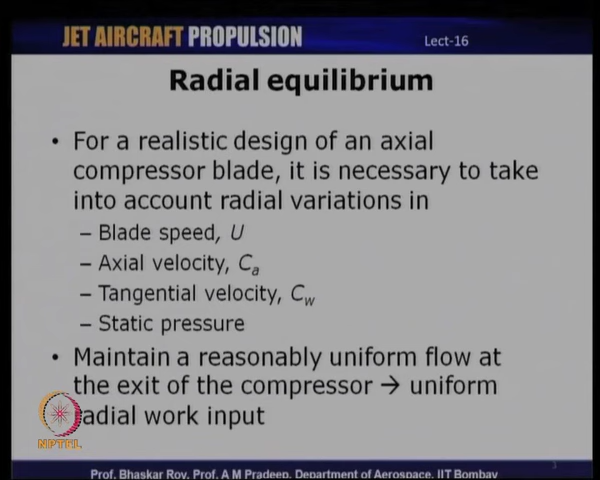 JET AIRCRAFT PROPULSION
Lect-16
Radial equilibrium
• For a realistic design of an axial
compressor blade, it is necessary to take
into account radial variations in
– Blade speed, U
– Axial velocity, Ca
– Tangential velocity, Cw
– Static pressure
• Maintain a reasonably uniform flow at
the exit of the compressor → uniform
radial work input
NPTEL
3
Prof. Bhaskar Roy, Prof. A M Pradeep, Department of Aerospace, IIT Bombay